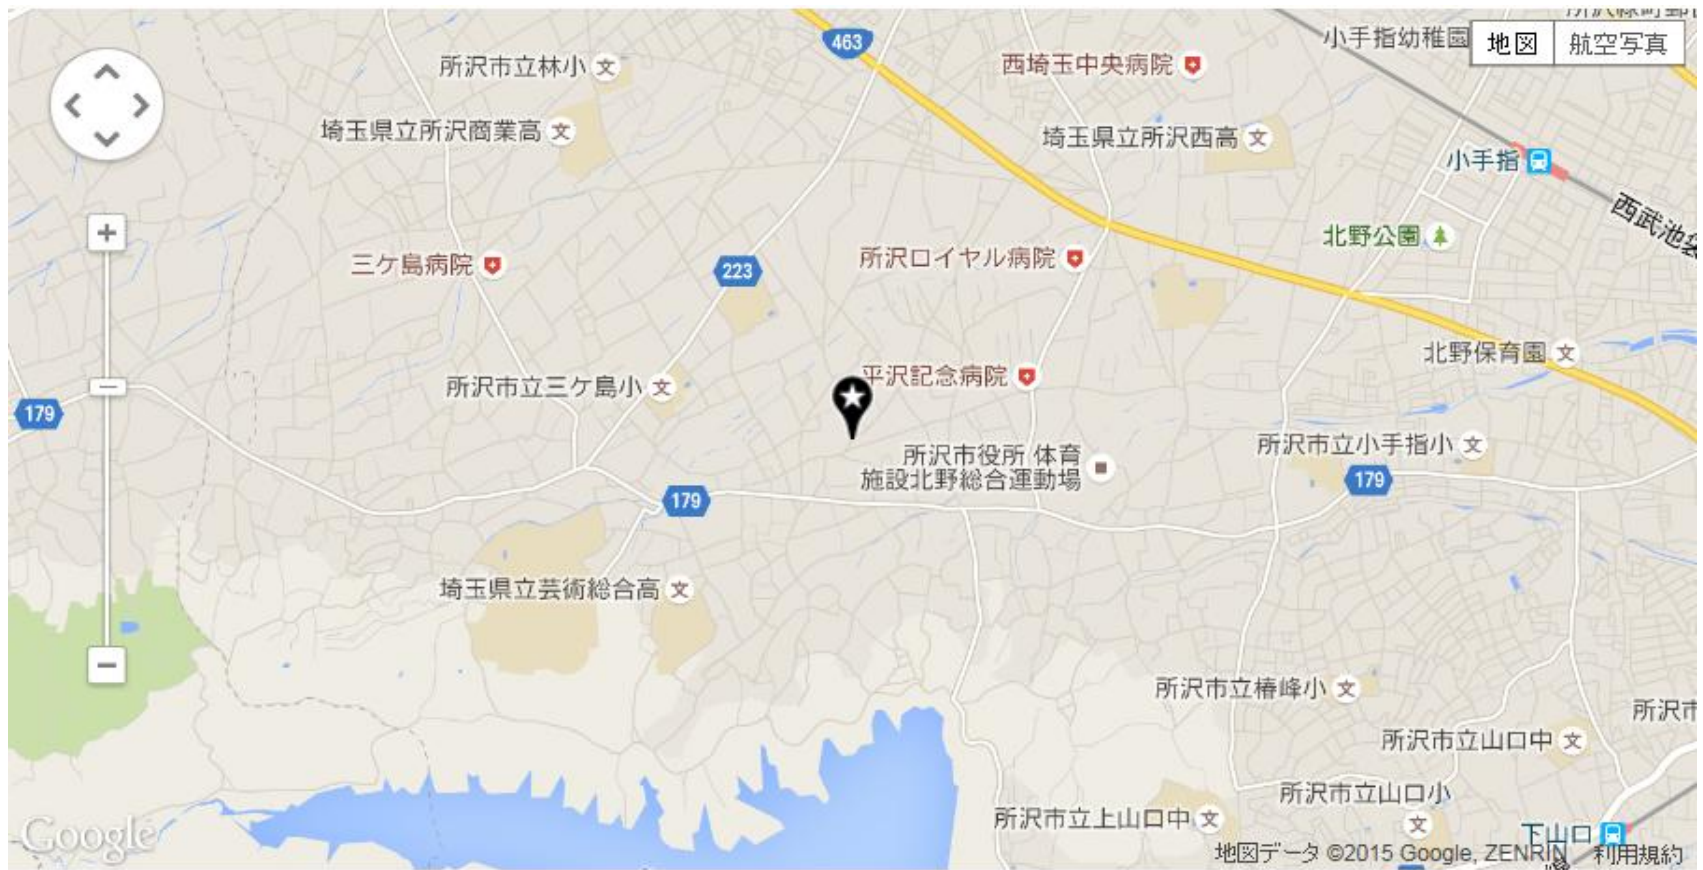 小手指幼稚園
地図
航空写真
463
所沢市立林小
西埼玉中央病院
埼玉県立所沢商業高
埼玉県立所沢西高
小手指
北野公園
三ケ島病院
223
所沢ロイヤル病院
北野保育園
平沢記念病院
所沢市立三ケ島小
179
所沢市役所 体育
施設北野総合運動場
所沢市立小手指小
179
179
埼玉県立芸術総合高
所沢市立椿峰小
所沢市
所沢市立山口中
所沢市立山口小
所沢市立上山口中
下山口
Google
地図データ ©2015 Google, ZENRIN
利用規約